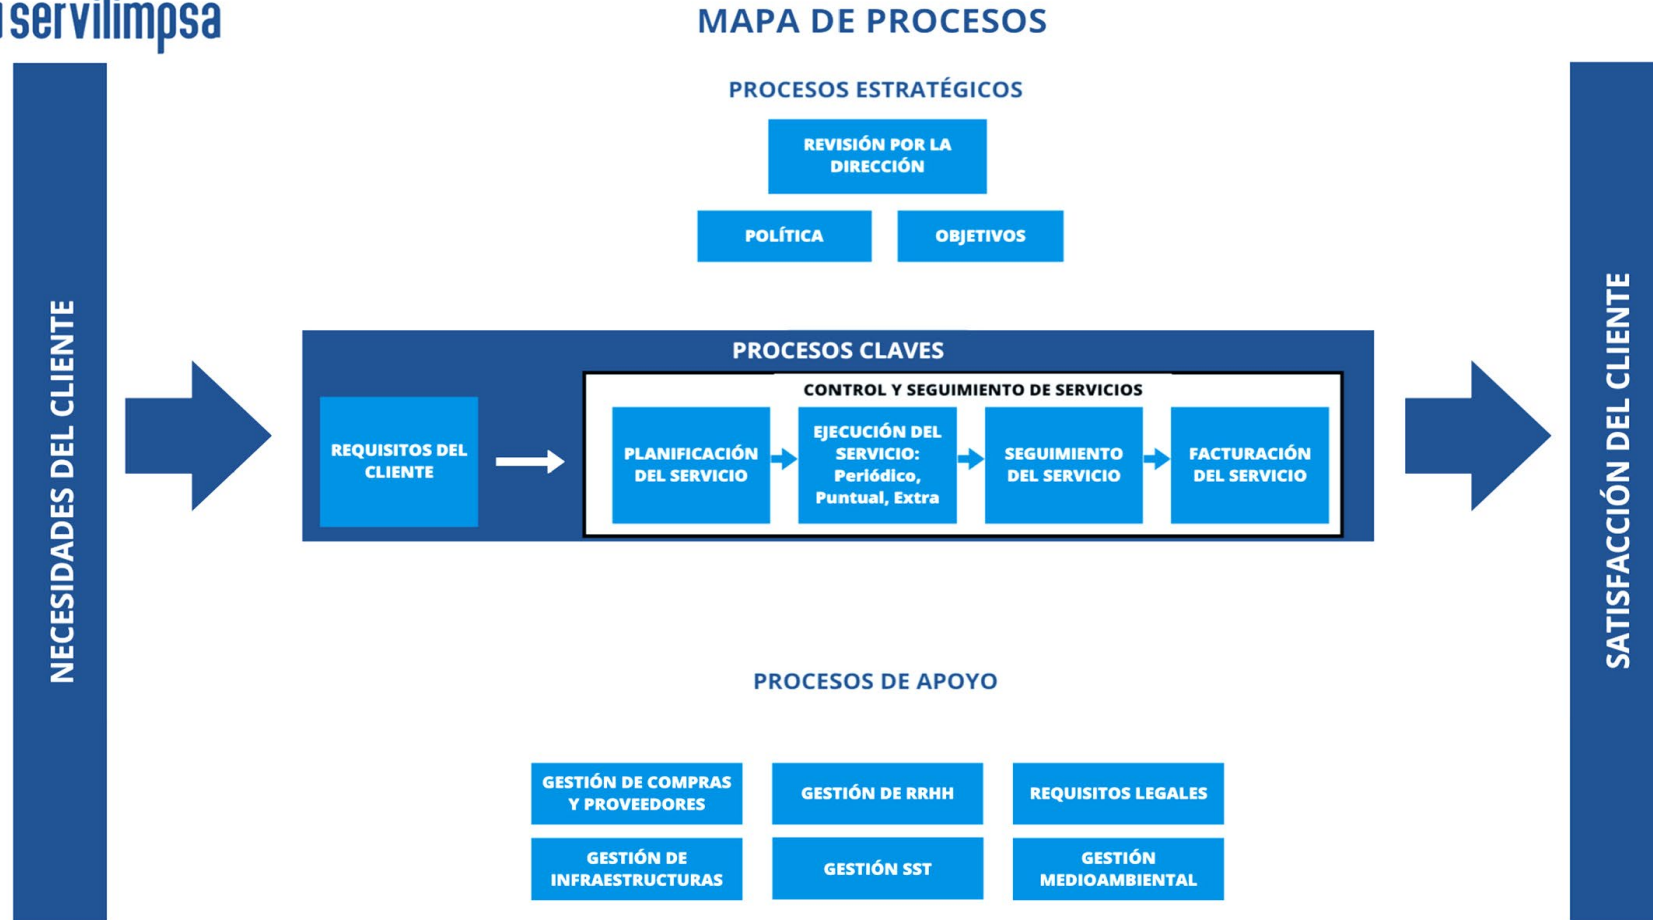 servilimpsa
MAPA DE PROCESOS
PROCESOS ESTRATÉGICOS
REVISIÓN POR LA
DIRECCIÓN
POLÍTICA
OBJETIVOS
NECESIDADES DEL CLIENTE
PROCESOS CLAVES
REQUISITOS DEL
CLIENTE
CONTROL Y SEGUIMIENTO DE SERVICIOS
PLANIFICACIÓN
DEL SERVICIO
EJECUCIÓN DEL
SERVICIO:
Periódico,
Puntual, Extra
SEGUIMIENTO
DEL SERVICIO
FACTURACIÓN
DEL SERVICIO
SATISFACCIÓN DEL CLIENTE
PROCESOS DE APOYO
GESTIÓN DE COMPRAS
Y PROVEEDORES
GESTIÓN DE RRHH
REQUISITOS LEGALES
GESTIÓN DE
INFRAESTRUCTURAS
GESTIÓN SST
GESTIÓN
MEDIOAMBIENTAL